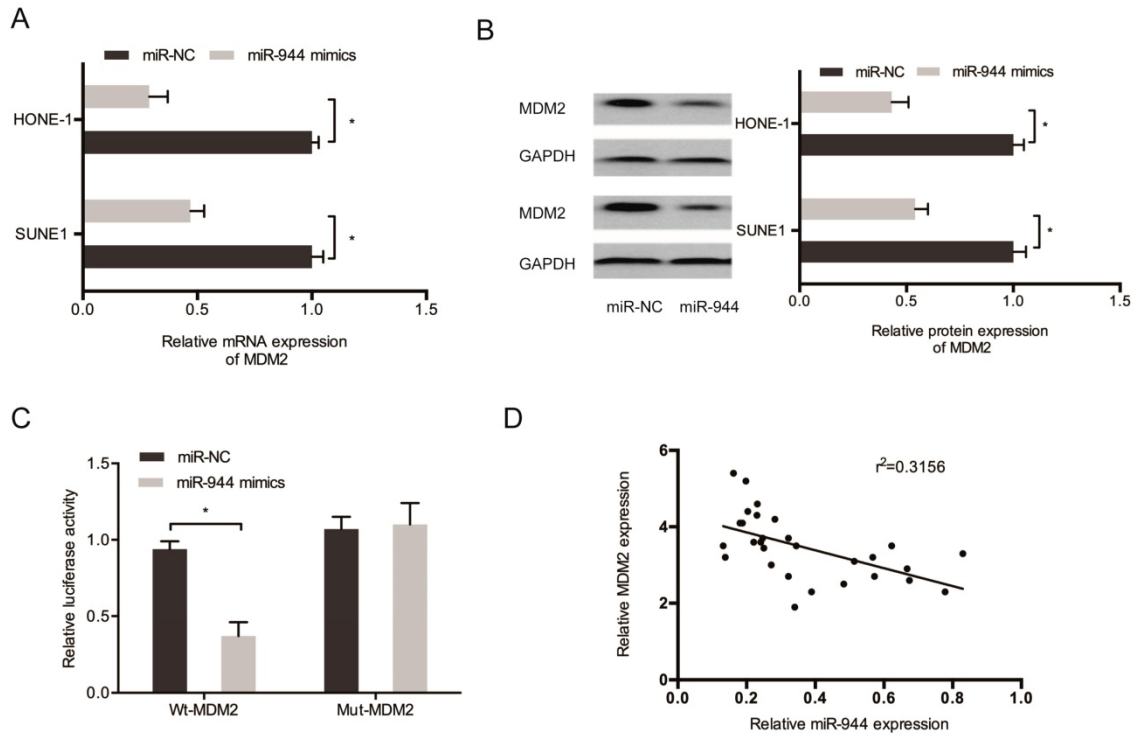 A
miR-NC miR-944 mimics
HONE-1
*
SUNE1
*
0.0 0.5 1.0 1.5
Relative mRNA expression
of MDM2
B
MDM2
GAPDH
MDM2
GAPDH
miR-NC miR-944
miR-NC miR-944 mimics
HONE-1
*
SUNE1
*
0.0 0.5 1.0 1.5
Relative protein expression
of MDM2
C
miR-NC
miR-944 mimics
Relative luciferase activity
1.5
1.0
0.5
0.0
*
Wt-MDM2 Mut-MDM2
D
r²=0.3156
Relative MDM2 expression
6
4
2
0
0.0 0.2 0.4 0.6 0.8 1.0
Relative miR-944 expression